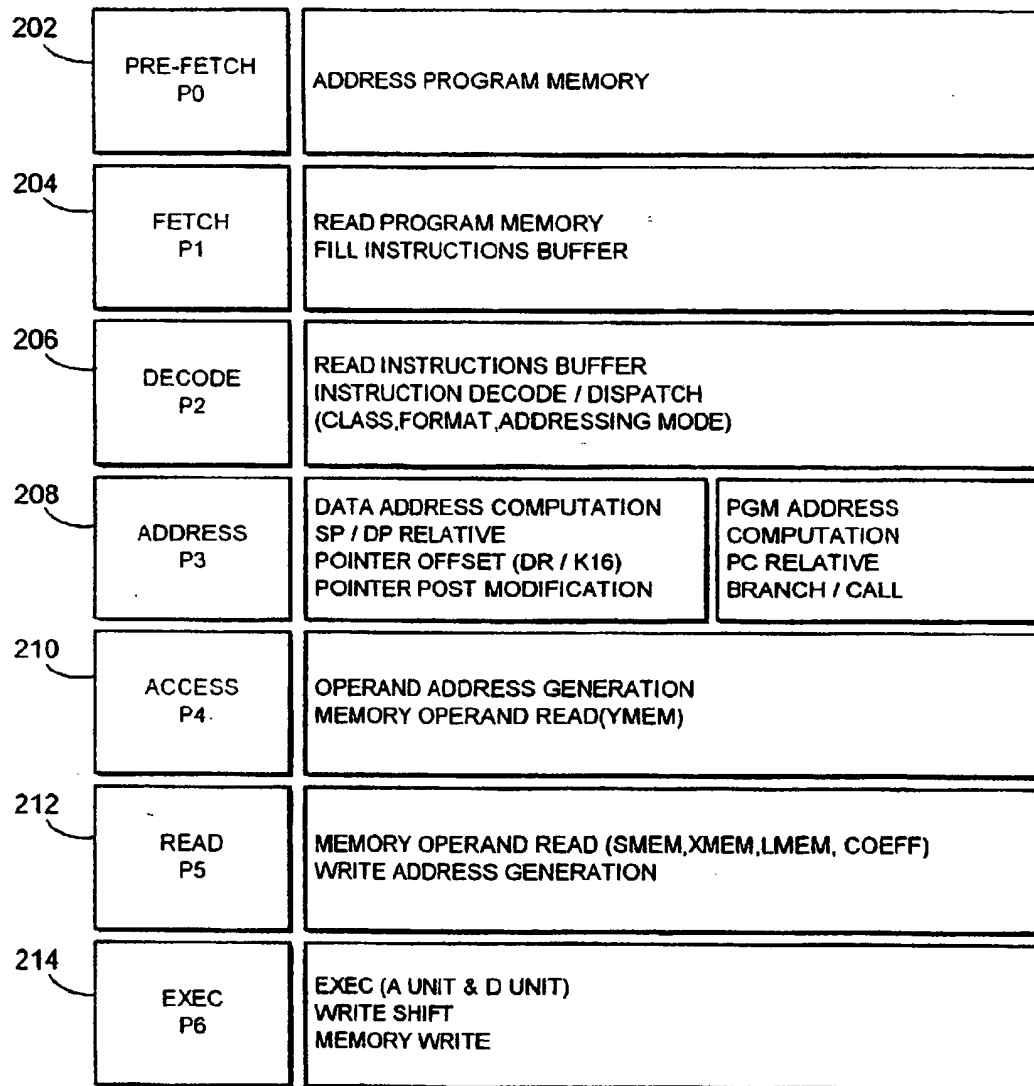 202
PRE-FETCH
P0
ADDRESS PROGRAM MEMORY
204
FETCH
P1
READ PROGRAM MEMORY
FILL INSTRUCTIONS BUFFER
206
DECODE
P2
READ INSTRUCTIONS BUFFER
INSTRUCTION DECODE / DISPATCH
(CLASS,FORMAT,ADDRESSING MODE)
208
ADDRESS
P3
DATA ADDRESS COMPUTATION
SP / DP RELATIVE
POINTER OFFSET (DR / K16)
POINTER POST MODIFICATION
PGM ADDRESS
COMPUTATION
PC RELATIVE
BRANCH / CALL
210
ACCESS
P4
OPERAND ADDRESS GENERATION
MEMORY OPERAND READ(YMEM)
212
READ
P5
MEMORY OPERAND READ (SMEM,XMEM,LMEM, COEFF)
WRITE ADDRESS GENERATION
214
EXEC
P6
EXEC (A UNIT & D UNIT)
WRITE SHIFT
MEMORY WRITE